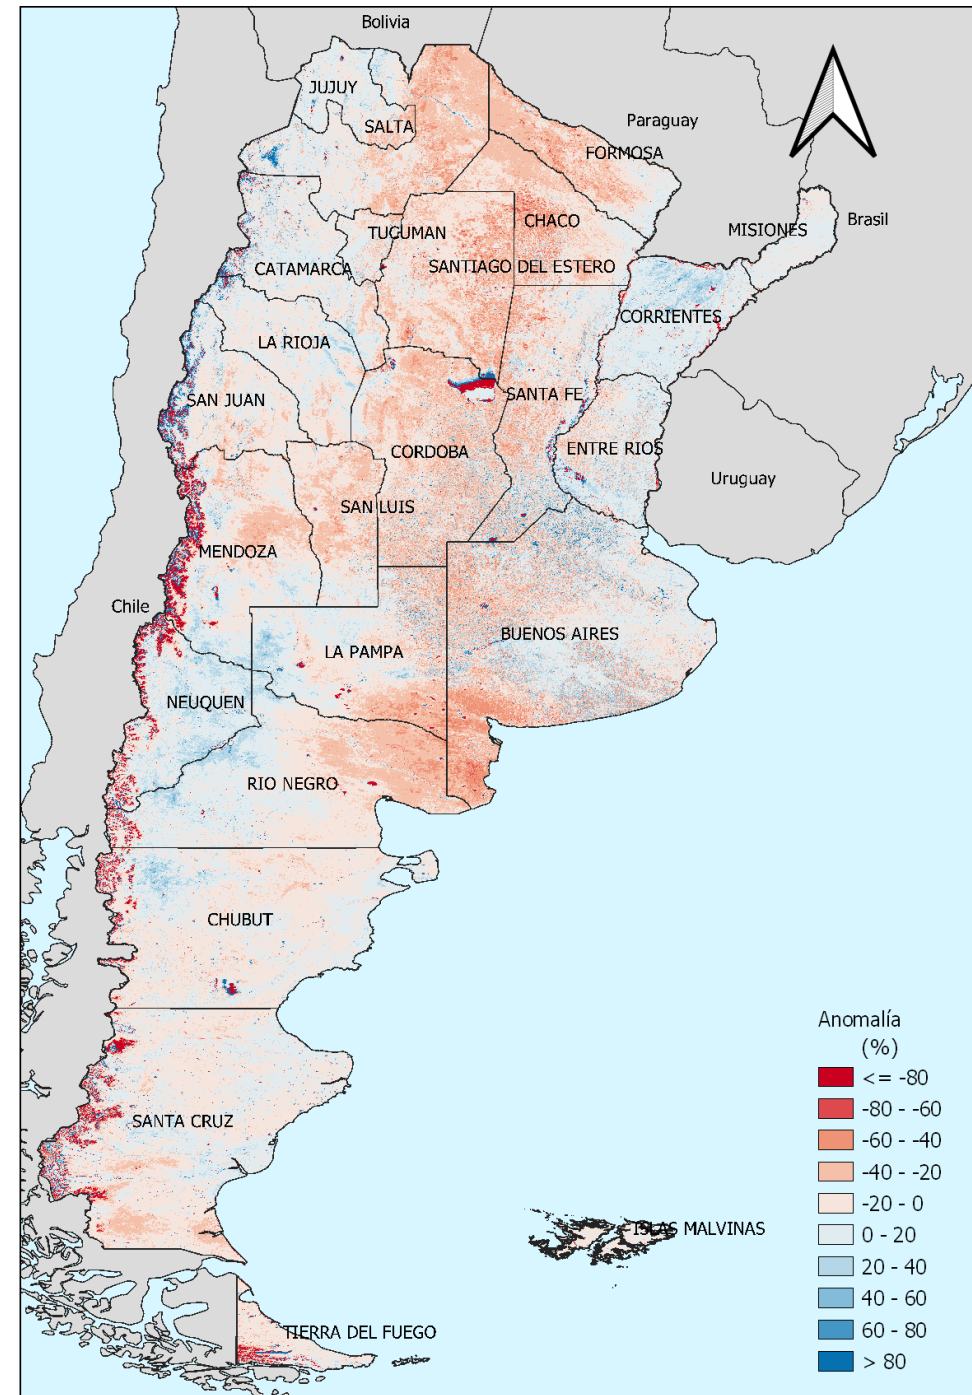 Bolivia
JUJUY
SALTA
Paraguay
FORMOSA
CHACO
MISIONES
Brasil
TUCUMAN
CATAMARCA
SANTIAGO DEL ESTERO
CORRIENTES
LA RIOJA
SAN JUAN
SANTA FE
CORDOBA
ENTRE RIOS
Uruguay
SAN LUIS
MENDOZA
Chile
BUENOS AIRES
LA PAMPA
NEUQUEN
RIO NEGRO
CHUBUT
SANTA CRUZ
ISLAS MALVINAS
TIERRA DEL FUEGO
Anomalía
(%)
<= -80
-80 - -60
-60 - -40
-40 - -20
-20 - 0
0 - 20
20 - 40
40 - 60
60 - 80
> 80